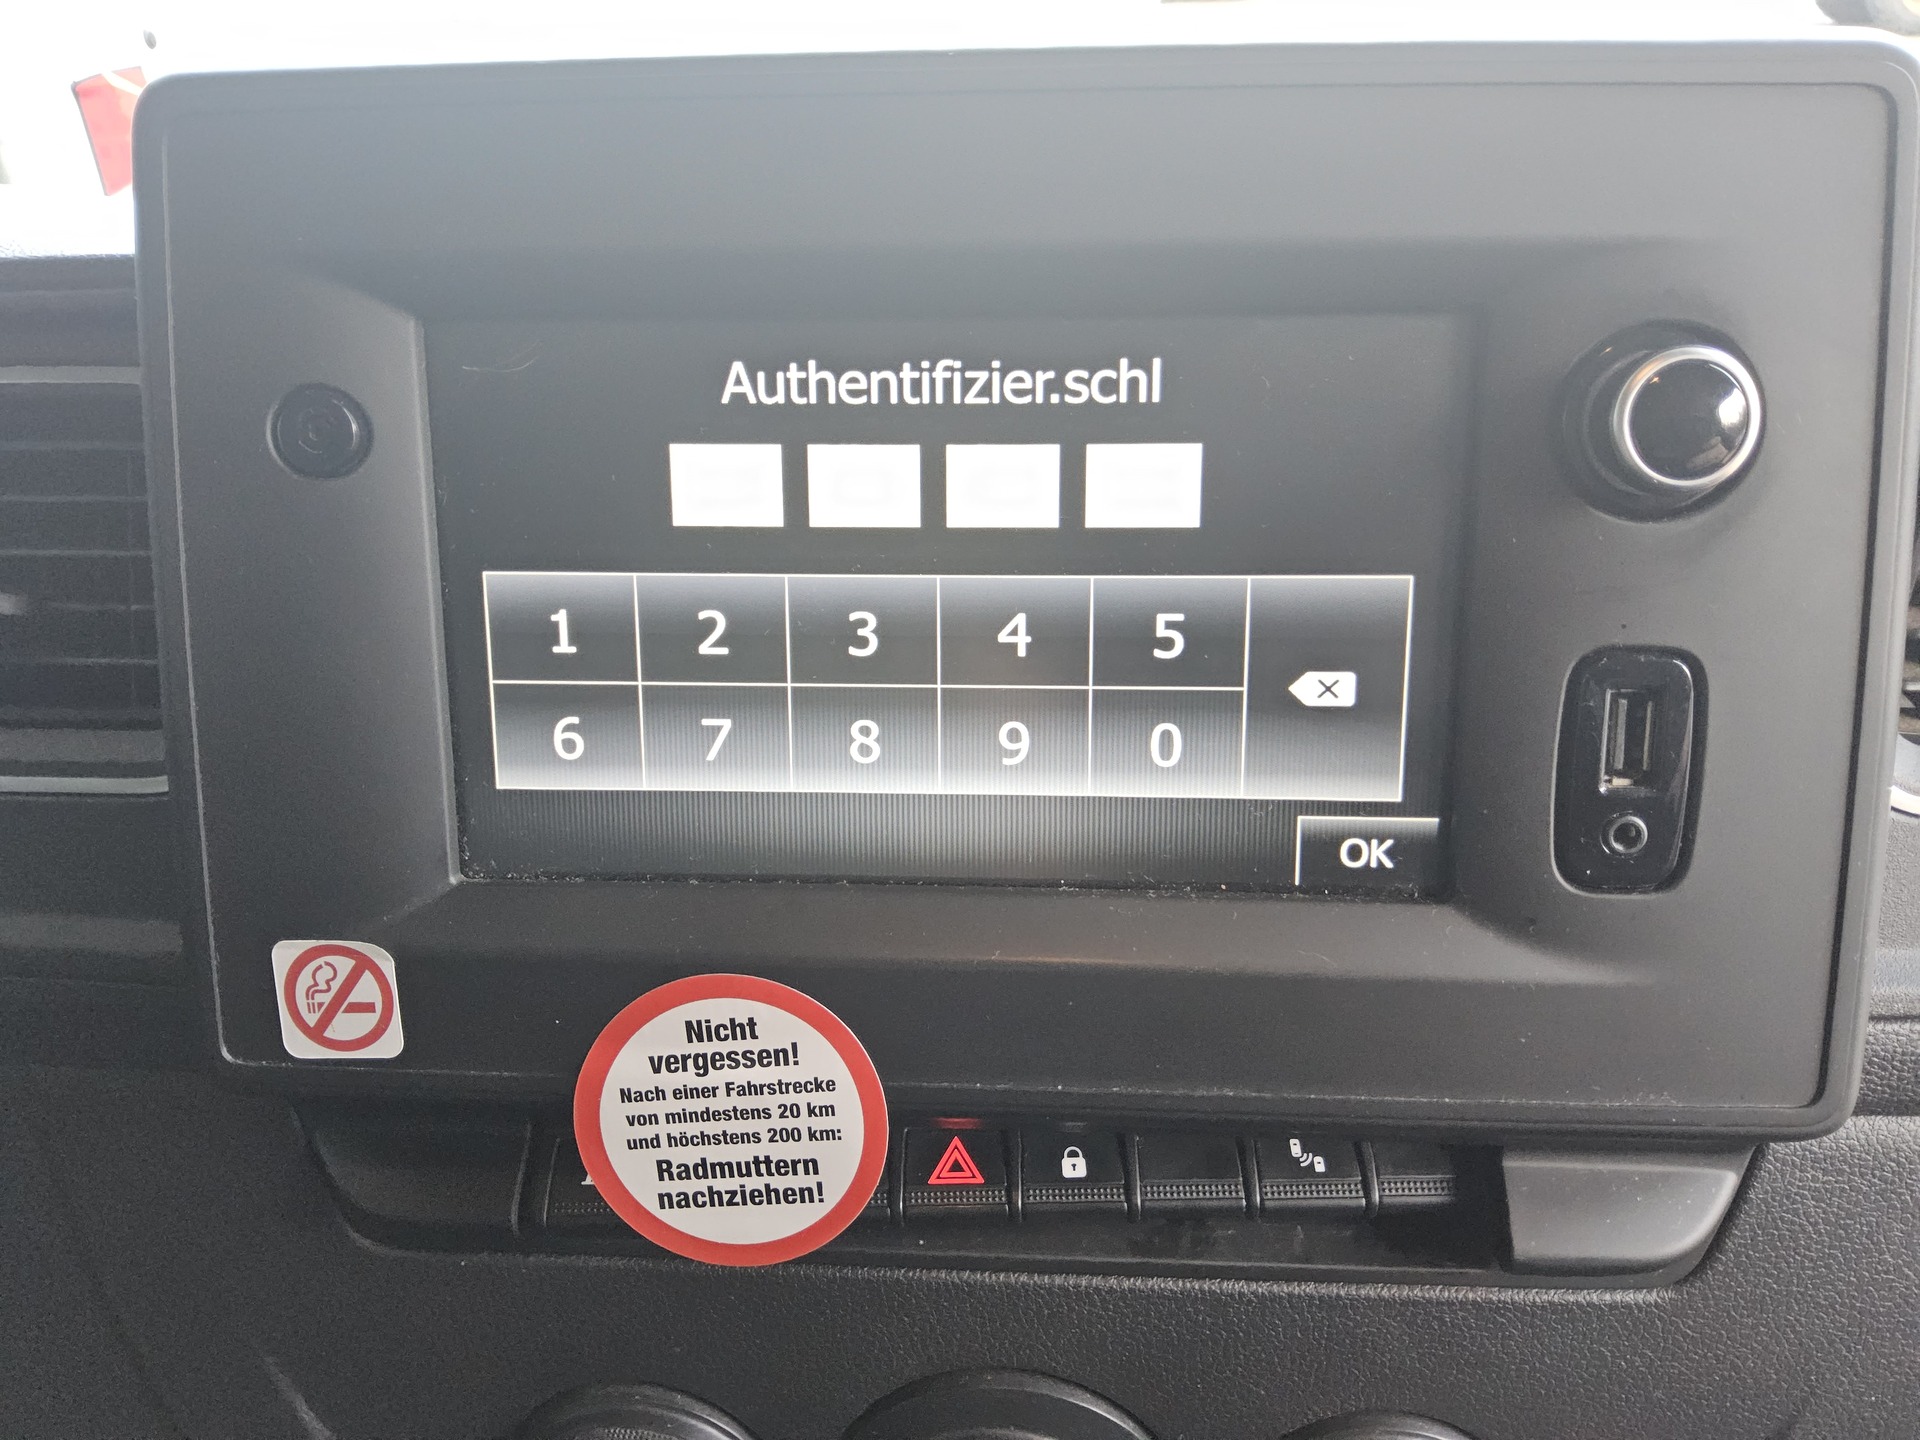 Authentifizier.schl
1 2 3 4 5
6 7 8 9 0
OK
Nicht
vergessen!
Nach einer Fahrstrecke
von mindestens 20 km
und höchstens 200 km:
Radmuttern
nachziehen!